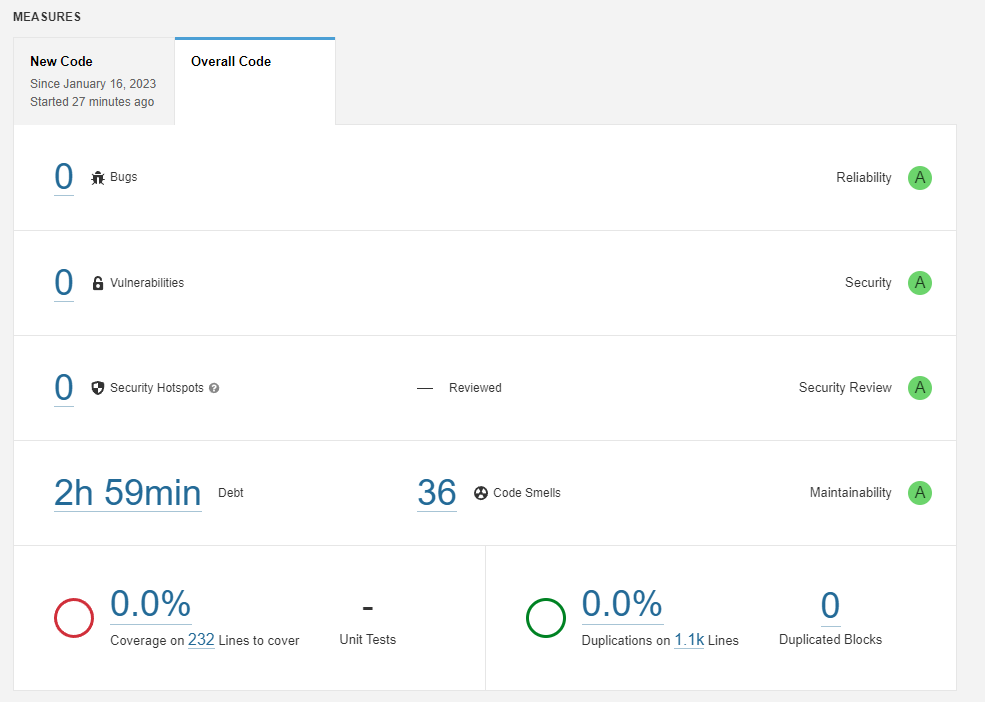 MEASURES
New Code
Since January 16, 2023
Started 27 minutes ago
Overall Code
0 Bugs Reliability A
0 Vulnerabilities Security A
0 Security Hotspots ? — Reviewed Security Review A
2h 59min Debt 36 Code Smells Maintainability A
0.0% - 0.0% 0
Coverage on 232 Lines to cover Unit Tests Duplications on 1.1k Lines Duplicated Blocks